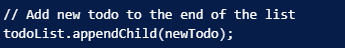 // Add new todo to the end of the list
todoList.appendChild(newTodo);